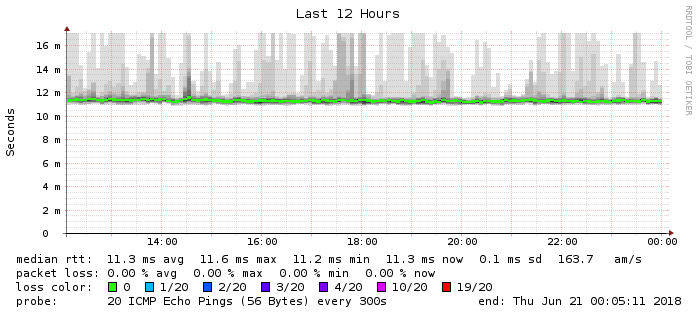 Last 12 Hours
RRDTOOL / TOBI OETIKER
Seconds
16 m
14 m
12 m
10 m
8 m
6 m
4 m
2 m
0
14:00 16:00 18:00 20:00 22:00 00:00
median rtt: 11.3 ms avg 11.6 ms max 11.2 ms min 11.3 ms now 0.1 ms sd 163.7 am/s
packet loss: 0.00 % avg 0.00 % max 0.00 % min 0.00 % now
loss color: 0 1/20 2/20 3/20 4/20 10/20 19/20
probe: 20 ICMP Echo Pings (56 Bytes) every 300s end: Thu Jun 21 00:05:11 2018